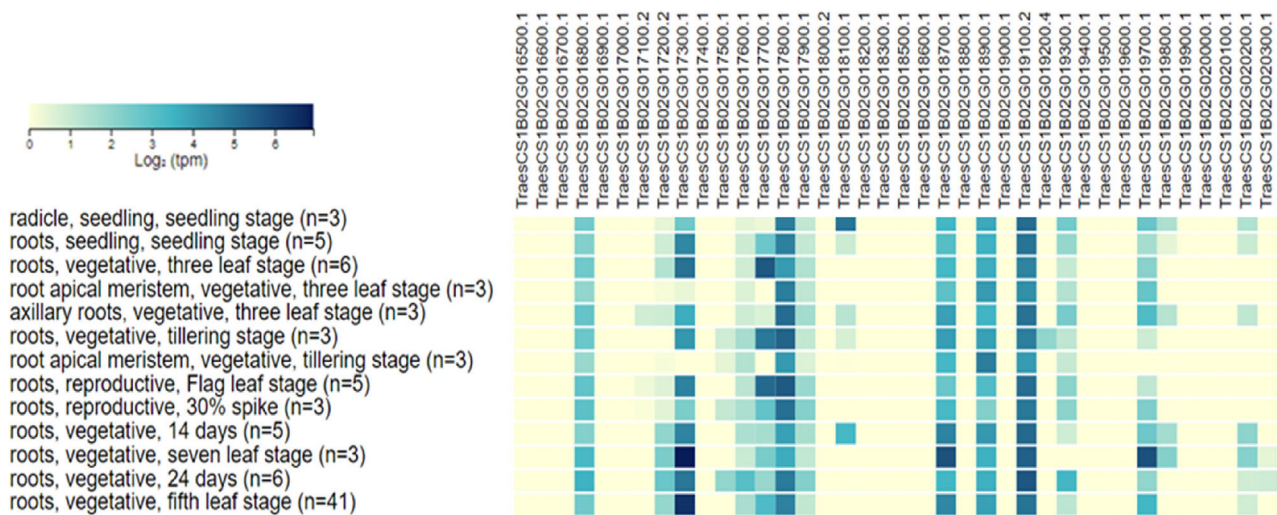 TraesCS1B02G016500.1
TraesCS1B02G016600.1
TraesCS1B02G016700.1
TraesCS1B02G016800.1
TraesCS1B02G016900.1
TraesCS1B02G017000.1
TraesCS1B02G017100.2
TraesCS1B02G017200.2
TraesCS1B02G017300.1
TraesCS1B02G017400.1
TraesCS1B02G017600.1
TraesCS1B02G017700.1
TraesCS1B02G017800.1
TraesCS1B02G017900.1
TraesCS1B02G018000.2
TraesCS1B02G018100.1
TraesCS1B02G018200.1
TraesCS1B02G018300.1
TraesCS1B02G018500.1
TraesCS1B02G018600.1
TraesCS1B02G018700.1
TraesCS1B02G018800.1
TraesCS1B02G018900.1
TraesCS1B02G019000.1
TraesCS1B02G019100.2
TraesCS1B02G019200.4
TraesCS1B02G019300.1
TraesCS1B02G019400.1
TraesCS1B02G019500.1
TraesCS1B02G019600.1
TraesCS1B02G019700.1
TraesCS1B02G019800.1
TraesCS1B02G019900.1
TraesCS1B02G020000.1
TraesCS1B02G020100.1
TraesCS1B02G020200.1
TraesCS1B02G020300.1
0 1 2 3 4 5 6
Log₂ (tpm)
radicle, seedling, seedling stage (n=3)
roots, seedling, seedling stage (n=5)
roots, vegetative, three leaf stage (n=6)
root apical meristem, vegetative, three leaf stage (n=3)
axillary roots, vegetative, three leaf stage (n=3)
roots, vegetative, tillering stage (n=3)
root apical meristem, vegetative, tillering stage (n=3)
roots, reproductive, Flag leaf stage (n=5)
roots, reproductive, 30% spike (n=3)
roots, vegetative, 14 days (n=5)
roots, vegetative, seven leaf stage (n=3)
roots, vegetative, 24 days (n=6)
roots, vegetative, fifth leaf stage (n=41)